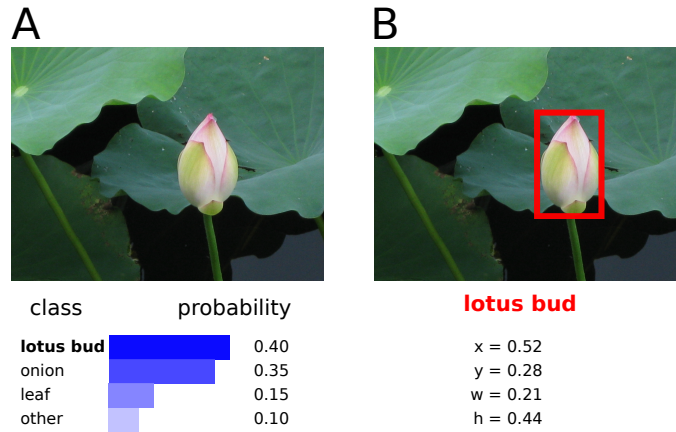 A
B
class probability
lotus bud 0.40
onion 0.35
leaf 0.15
other 0.10
lotus bud
x = 0.52
y = 0.28
w = 0.21
h = 0.44